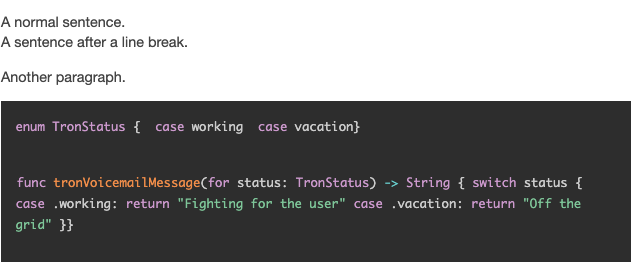 A normal sentence.
A sentence after a line break.
Another paragraph.
enum TronStatus {  case working  case vacation}
func tronVoicemailMessage(for status: TronStatus) -> String { switch status {
case .working: return "Fighting for the user" case .vacation: return "Off the
grid" }}